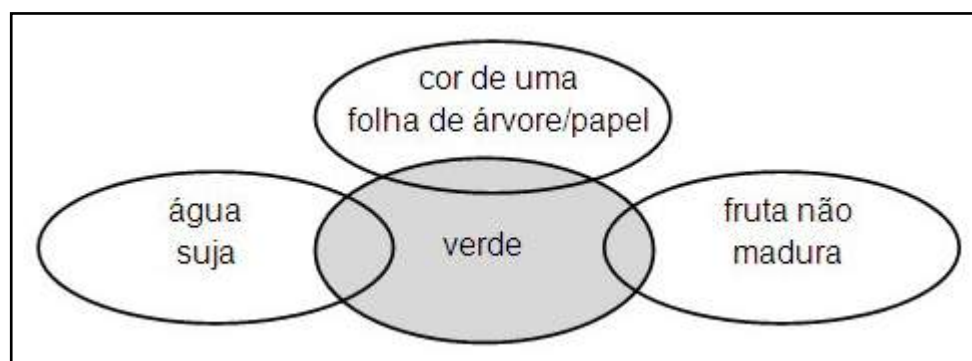 cor de uma
folha de árvore/papel
água
suja
verde
fruta não
madura